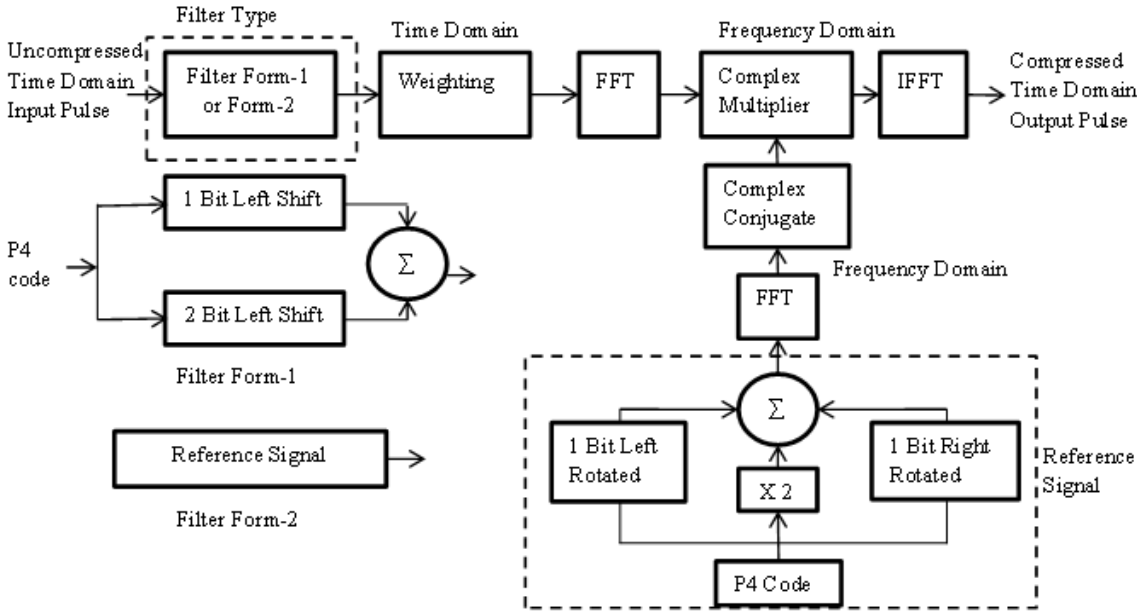 Filter Type
Uncompressed
Time Domain
Input Pulse
Filter Form-1
or Form-2
Time Domain
Weighting
FFT
Frequency Domain
Complex
Multiplier
IFFT
Compressed
Time Domain
Output Pulse
P4
code
1 Bit Left Shift
2 Bit Left Shift
Σ
Filter Form-1
Complex
Conjugate
Frequency Domain
FFT
Σ
1 Bit Left
Rotated
X 2
1 Bit Right
Rotated
Reference
Signal
P4 Code
Reference Signal
Filter Form-2